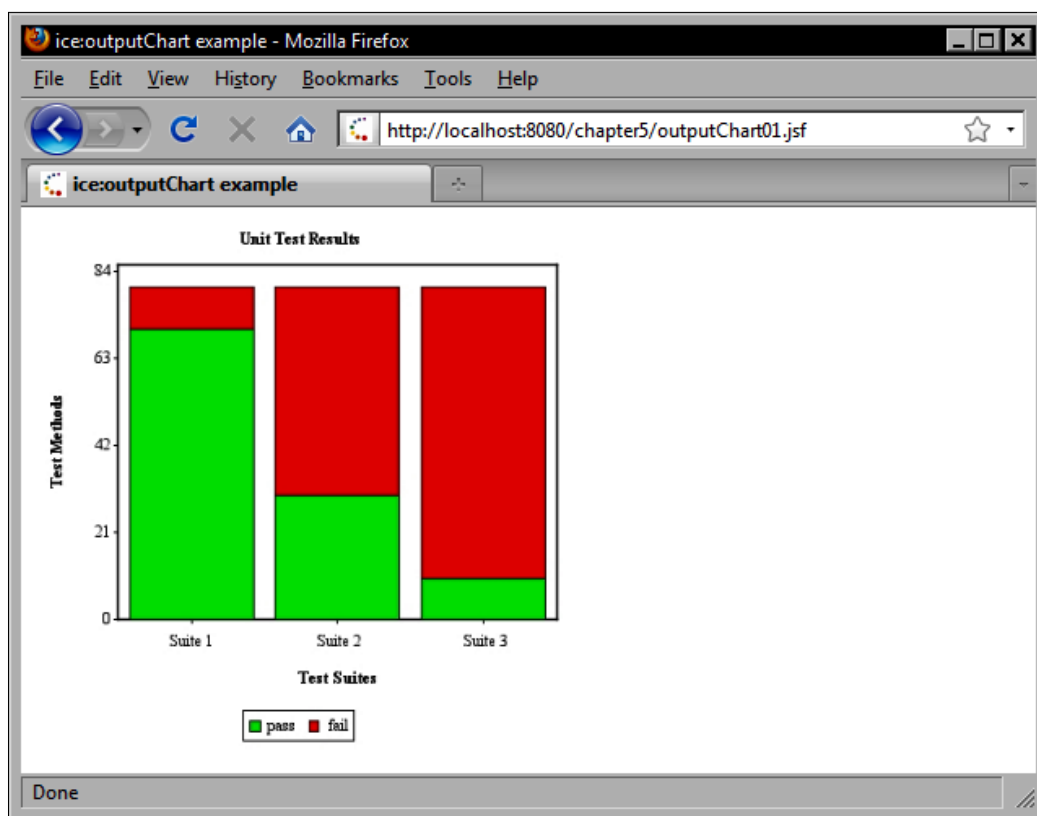 ice:outputChart example - Mozilla Firefox
File Edit View History Bookmarks Tools Help
http://localhost:8080/chapter5/outputChart01.jsf
ice:outputChart example
Unit Test Results
84
63
42
21
0
Test Methods
Suite 1 Suite 2 Suite 3
Test Suites
pass fail
Done